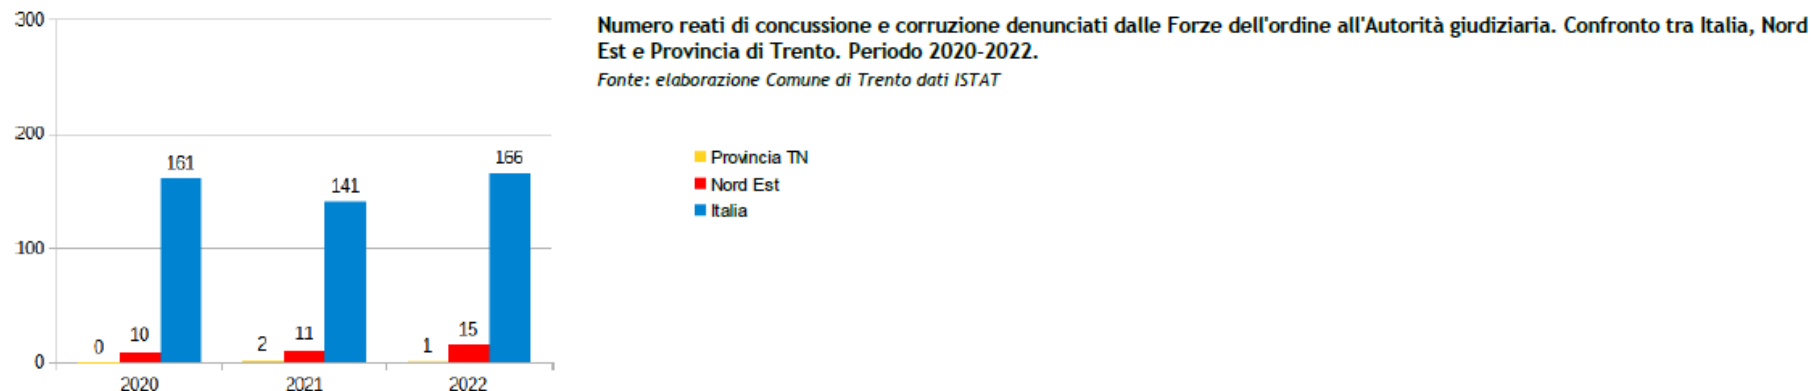 Numero reati di concussione e corruzione denunciati dalle Forze dell'ordine all'Autorità giudiziaria. Confronto tra Italia, Nord
Est e Provincia di Trento. Periodo 2020-2022.
Fonte: elaborazione Comune di Trento dati ISTAT
300
200
100
0
161
141
166
0
10
2
11
1
15
2020
2021
2022
Provincia TN
Nord Est
Italia